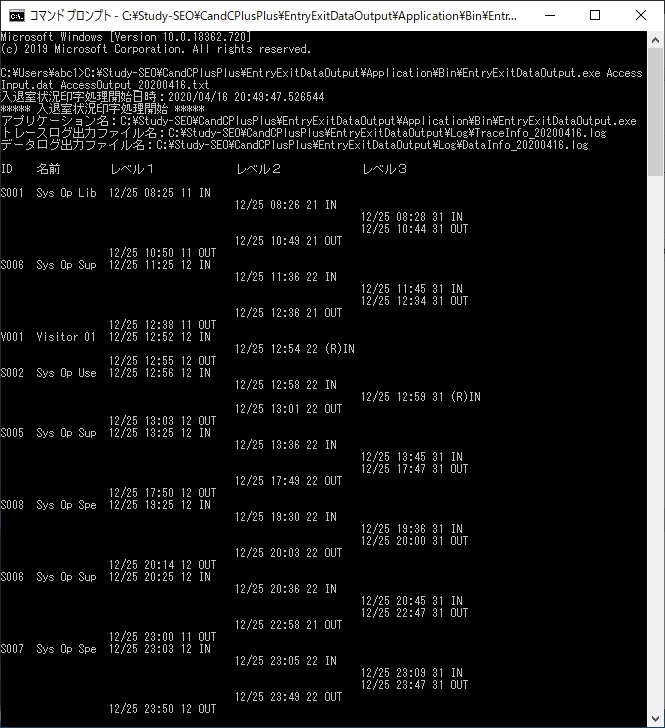 コマンド プロンプト - C:¥Study-SEO¥CandCPlusPlus¥EntryExitDataOutput¥Application¥Bin¥Entr...
Microsoft Windows [Version 10.0.18362.720]
(c) 2019 Microsoft Corporation. All rights reserved.
C:¥Users¥abc1>C:¥Study-SEO¥CandCPlusPlus¥EntryExitDataOutput¥Application¥Bin¥EntryExitDataOutput.exe Access
Input.dat AccessOutput_20200416.txt
入退室状況印字処理開始日時：2020/04/16 20:49:47.526544
***** 入退室状況印字処理開始 *****
アプリケーション名：C:¥Study-SEO¥CandCPlusPlus¥EntryExitDataOutput¥Application¥Bin¥EntryExitDataOutput.exe
トレースログ出力ファイル名：C:¥Study-SEO¥CandCPlusPlus¥EntryExitDataOutput¥Log¥TraceInfo_20200416.log
データログ出力ファイル名：C:¥Study-SEO¥CandCPlusPlus¥EntryExitDataOutput¥Log¥DataInfo_20200416.log
ID 名前 レベル１ レベル２ レベル３
S001 Sys Op Lib 12/25 08:25 11 IN
12/25 08:26 21 IN
12/25 08:28 31 IN
12/25 10:44 31 OUT
12/25 10:49 21 OUT
12/25 10:50 11 OUT
S006 Sys Op Sup 12/25 11:25 12 IN
12/25 11:36 22 IN
12/25 11:45 31 IN
12/25 12:34 31 OUT
12/25 12:36 21 OUT
12/25 12:38 11 OUT
V001 Visitor 01 12/25 12:52 12 IN
12/25 12:54 22 (R)IN
12/25 12:55 12 OUT
S002 Sys Op Use 12/25 12:56 12 IN
12/25 12:58 22 IN
12/25 12:59 31 (R)IN
12/25 13:01 22 OUT
12/25 13:03 12 OUT
S005 Sys Op Sup 12/25 13:25 12 IN
12/25 13:36 22 IN
12/25 13:45 31 IN
12/25 17:47 31 OUT
12/25 17:49 22 OUT
12/25 17:50 12 OUT
S008 Sys Op Spe 12/25 19:25 12 IN
12/25 19:30 22 IN
12/25 19:36 31 IN
12/25 20:00 31 OUT
12/25 20:03 22 OUT
12/25 20:14 12 OUT
S006 Sys Op Sup 12/25 20:25 12 IN
12/25 20:36 22 IN
12/25 20:45 31 IN
12/25 22:47 31 OUT
12/25 22:58 21 OUT
12/25 23:00 11 OUT
S007 Sys Op Spe 12/25 23:03 12 IN
12/25 23:05 22 IN
12/25 23:09 31 IN
12/25 23:47 31 OUT
12/25 23:49 22 OUT
12/25 23:50 12 OUT